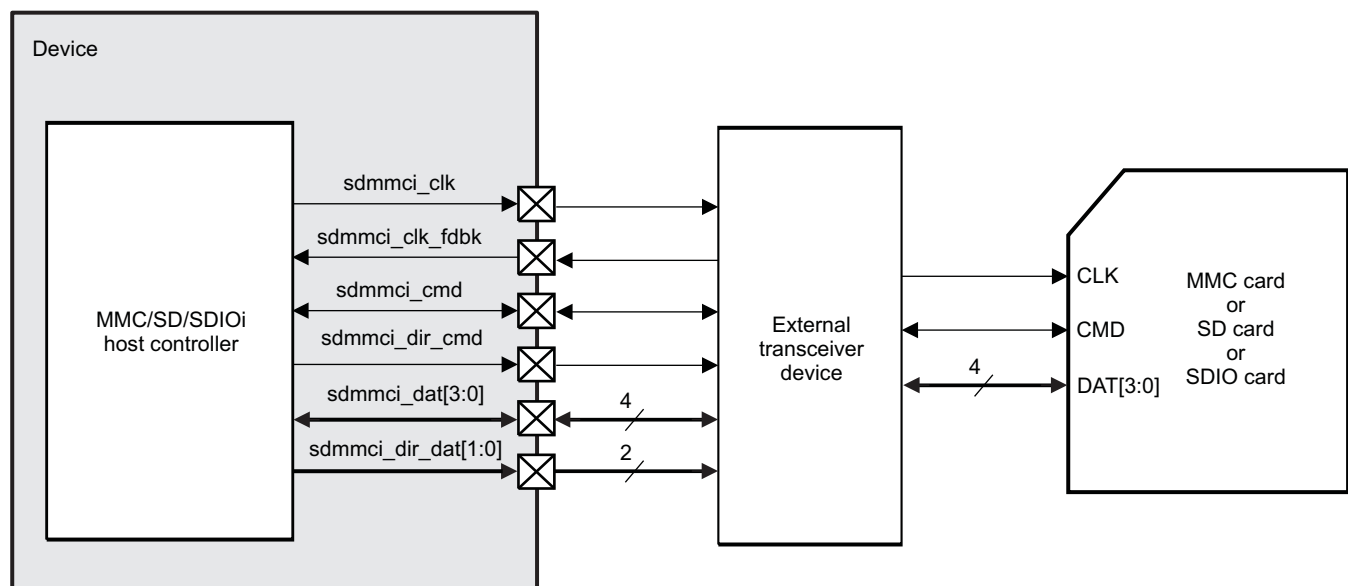 Device
MMC/SD/SDIOi
host controller
sdmmci_clk
sdmmci_clk_fdbk
sdmmci_cmd
sdmmci_dir_cmd
sdmmci_dat[3:0]
sdmmci_dir_dat[1:0]
4
2
External
transceiver
device
4
CLK
CMD
DAT[3:0]
MMC card
or
SD card
or
SDIO card